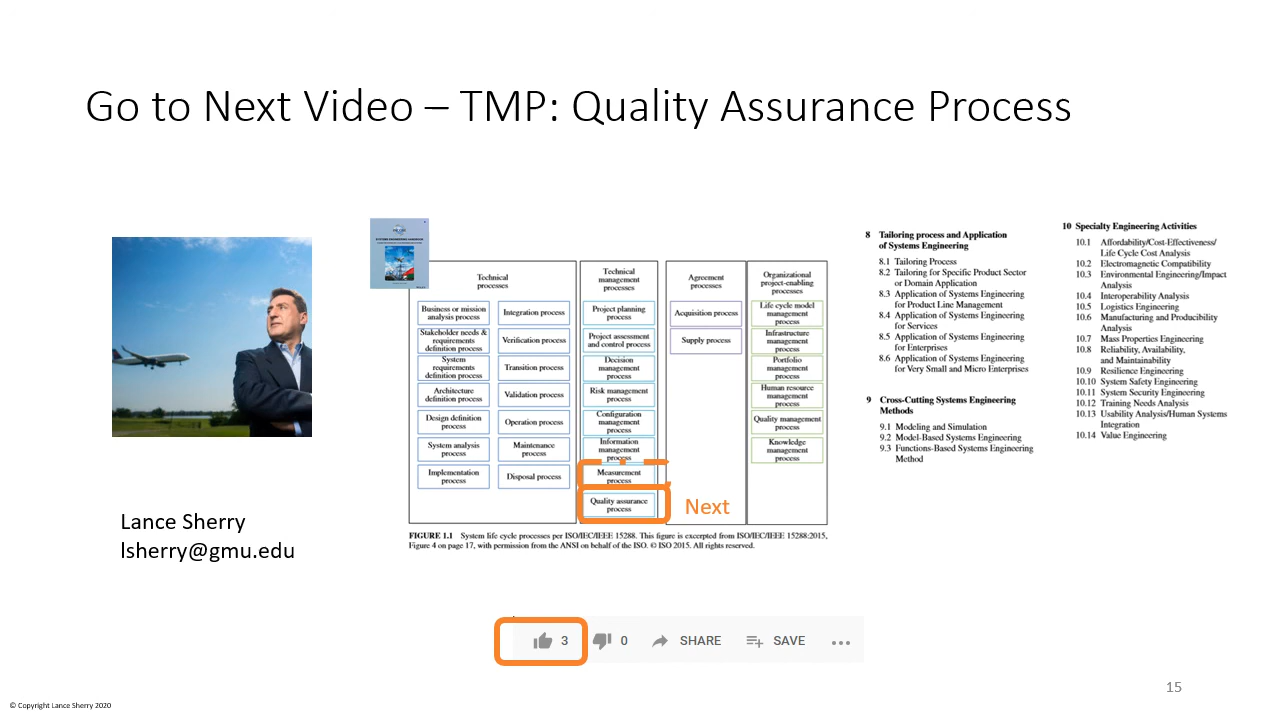 Go to Next Video – TMP: Quality Assurance Process
Technical
processes
Business or mission
analysis process
Stakeholder needs &
requirements
definition process
System
requirements
definition process
Architecture
definition process
Design definition
process
System analysis
process
Implementation
process
Integration process
Verification process
Transition process
Validation process
Operation process
Maintenance
process
Disposal process
Technical
management
processes
Project planning
process
Project assessment
and control process
Decision
management
process
Risk management
process
Configuration
management
process
Information
management
process
Measurement
process
Quality assurance
process
Agreement
processes
Acquisition process
Supply process
Organizational
project-enabling
processes
Life cycle model
management
process
Infrastructure
management
process
Portfolio
management
process
Human resource
management
process
Quality management
process
Knowledge
management
process
Next
FIGURE 1.1 System life cycle processes per ISO/IEC/IEEE 15288. This figure is excerpted from ISO/IEC/IEEE 15288:2015,
Figure 4 on page 17, with permission from the ANSI on behalf of the ISO. © ISO 2015. All rights reserved.
8 Tailoring process and Application
of Systems Engineering
8.1 Tailoring Process
8.2 Tailoring for Specific Product Sector
or Domain Application
8.3 Application of Systems Engineering
for Product Line Management
8.4 Application of Systems Engineering
for Services
8.5 Application of Systems Engineering
for Enterprises
8.6 Application of Systems Engineering
for Very Small and Micro Enterprises
9 Cross-Cutting Systems Engineering
Methods
9.1 Modeling and Simulation
9.2 Model-Based Systems Engineering
9.3 Functions-Based Systems Engineering
Method
10 Specialty Engineering Activities
10.1 Affordability/Cost-Effectiveness/
Life Cycle Cost Analysis
10.2 Electromagnetic Compatibility
10.3 Environmental Engineering/Impact
Analysis
10.4 Interoperability Analysis
10.5 Logistics Engineering
10.6 Manufacturing and Producibility
Analysis
10.7 Mass Properties Engineering
10.8 Reliability, Availability,
and Maintainability
10.9 Resilience Engineering
10.10 System Safety Engineering
10.11 System Security Engineering
10.12 Training Needs Analysis
10.13 Usability Analysis/Human Systems
Integration
10.14 Value Engineering
Lance Sherry
lsherry@gmu.edu
3 0 SHARE SAVE
15
© Copyright Lance Sherry 2020